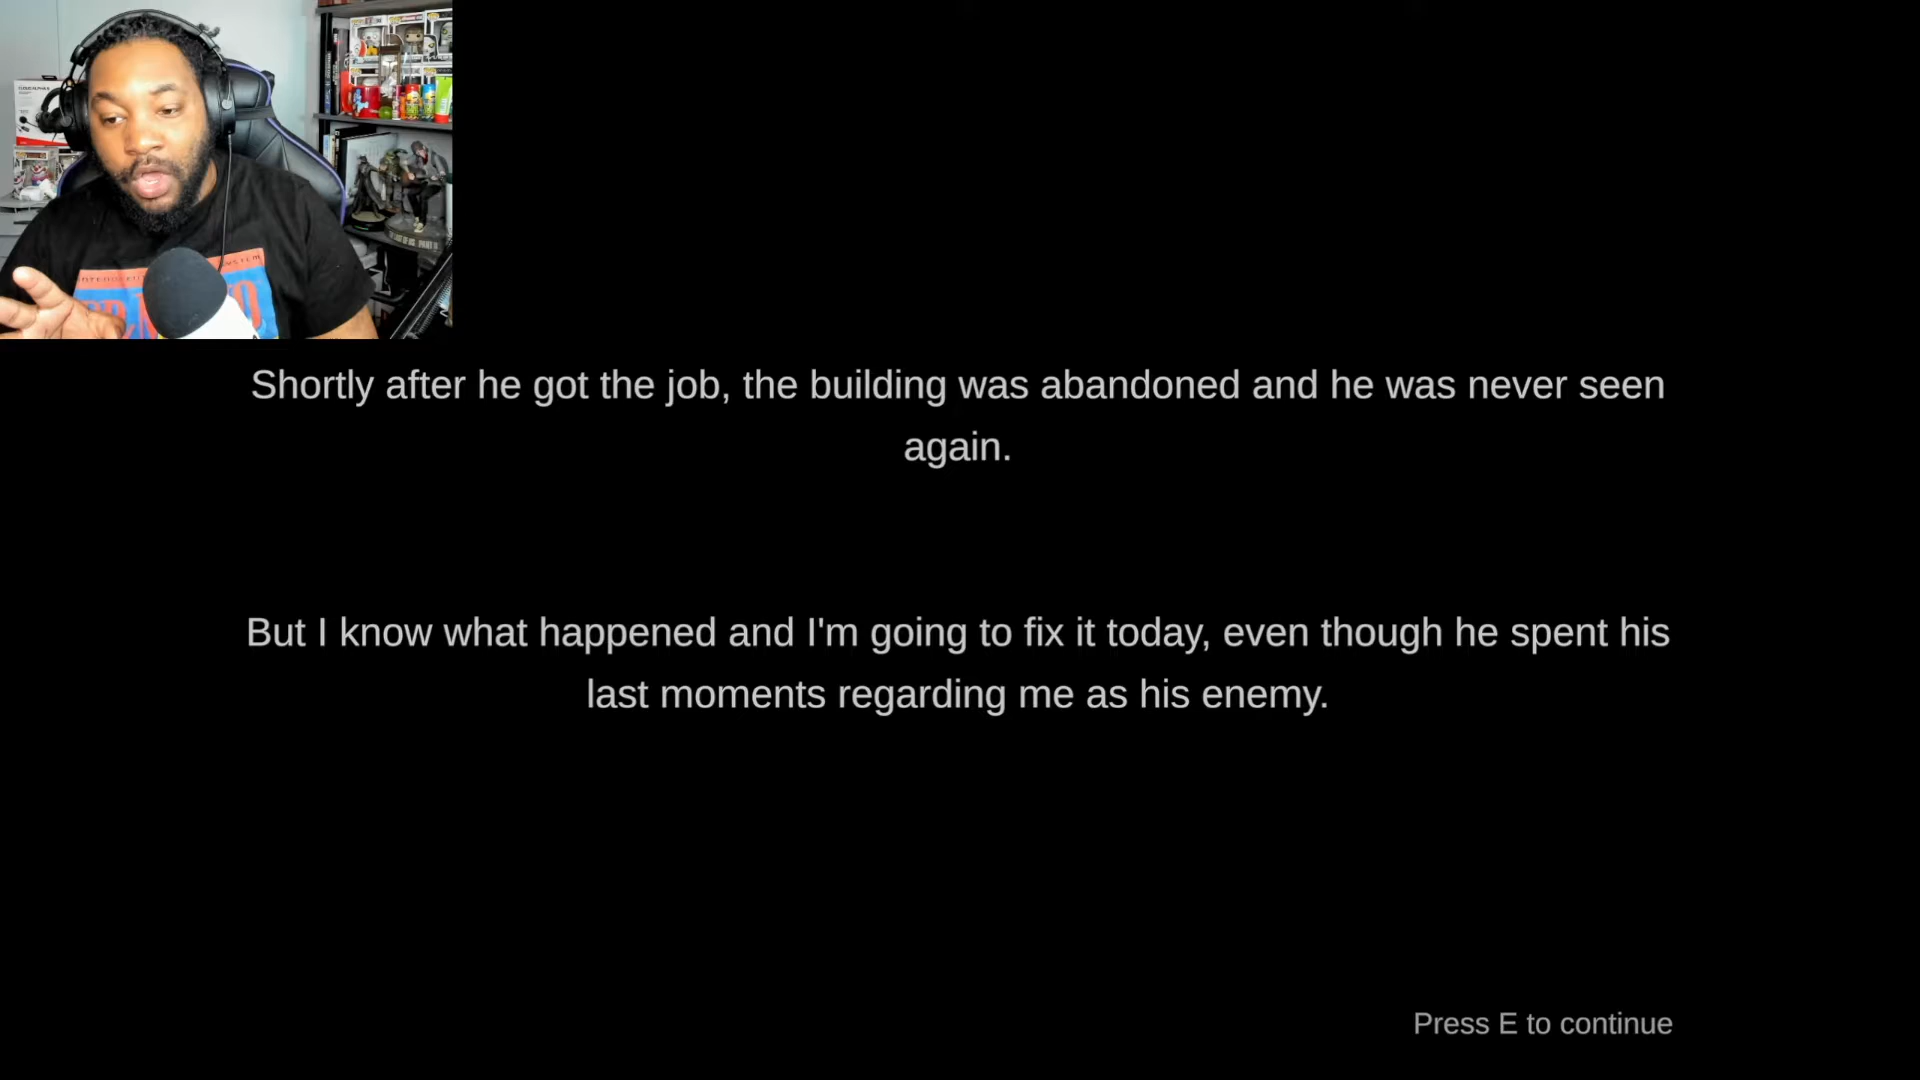 Shortly after he got the job, the building was abandoned and he was never seen
again.
But I know what happened and I'm going to fix it today, even though he spent his
last moments regarding me as his enemy.
Press E to continue